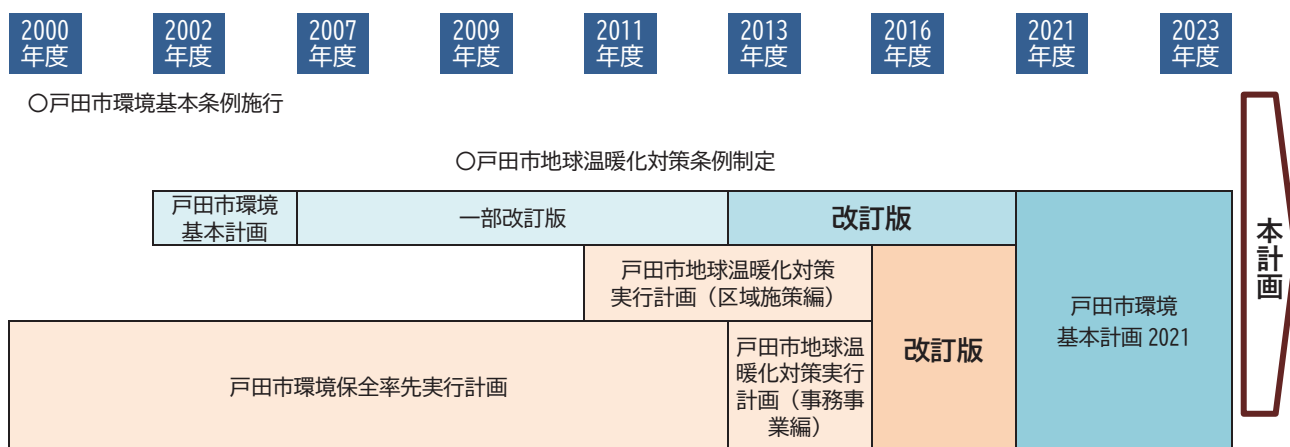 2000
年度
2002
年度
2007
年度
2009
年度
2011
年度
2013
年度
2016
年度
2021
年度
2023
年度
○戸田市環境基本条例施行
○戸田市地球温暖化対策条例制定
戸田市環境
基本計画
一部改訂版
改訂版
戸田市地球温暖化対策
実行計画（区域施策編）
戸田市環境保全率先実行計画
戸田市地球温
暖化対策実行
計画（事務事
業編）
改訂版
戸田市環境
基本計画 2021
本計画